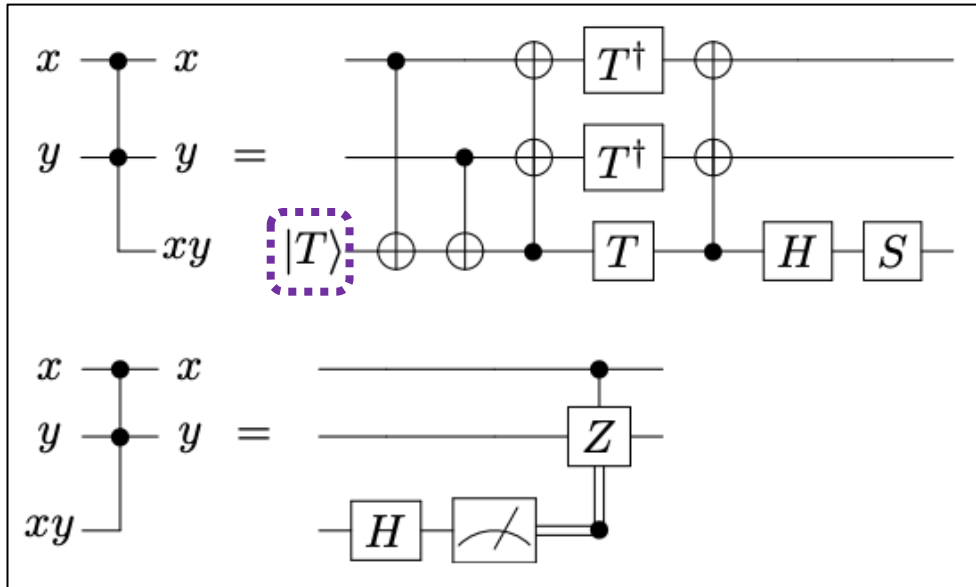 x x T†
y y = T†
|T⟩ xy T H S
x x
y y = Z
xy H